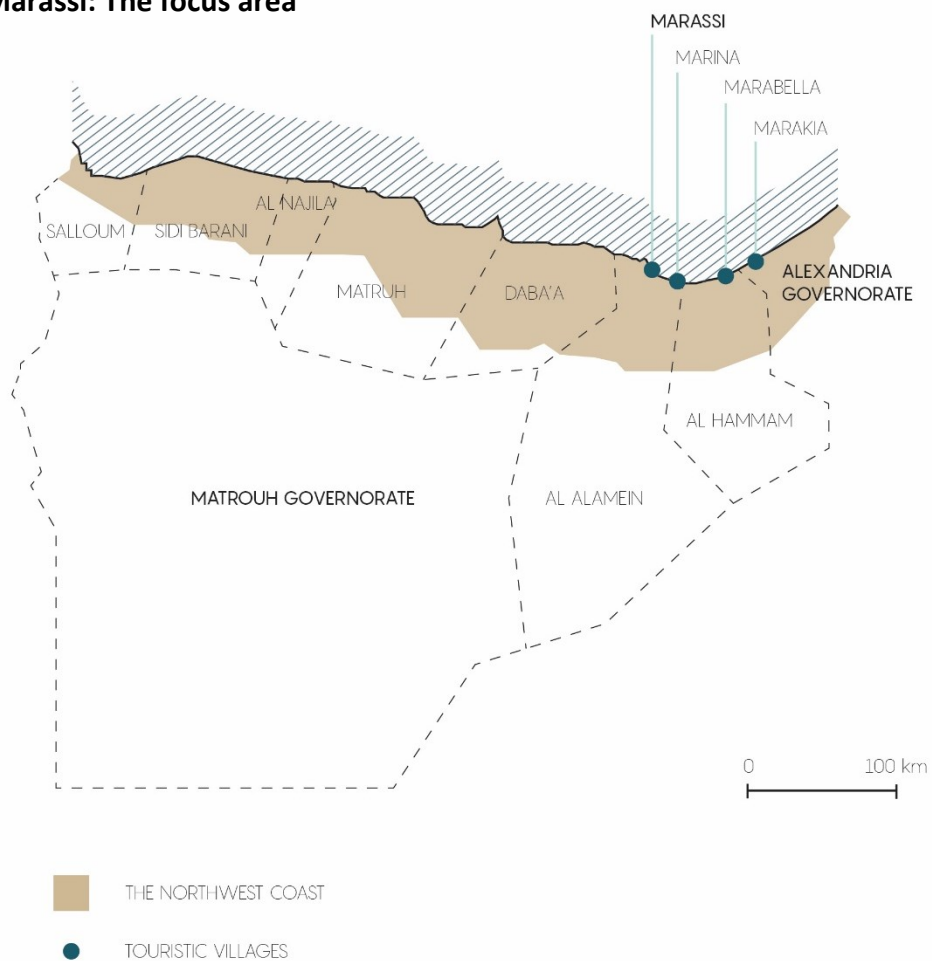 Marassi: The focus area
MARASSI
MARINA
MARABELLA
MARAKIA
AL NAJILA
SALLOUM
SIDI BARANI
MATRUH
DABA'A
ALEXANDRIA
GOVERNORATE
AL HAMMAM
MATROUH GOVERNORATE
AL ALAMEIN
0
100 km
THE NORTHWEST COAST
TOURISTIC VILLAGES